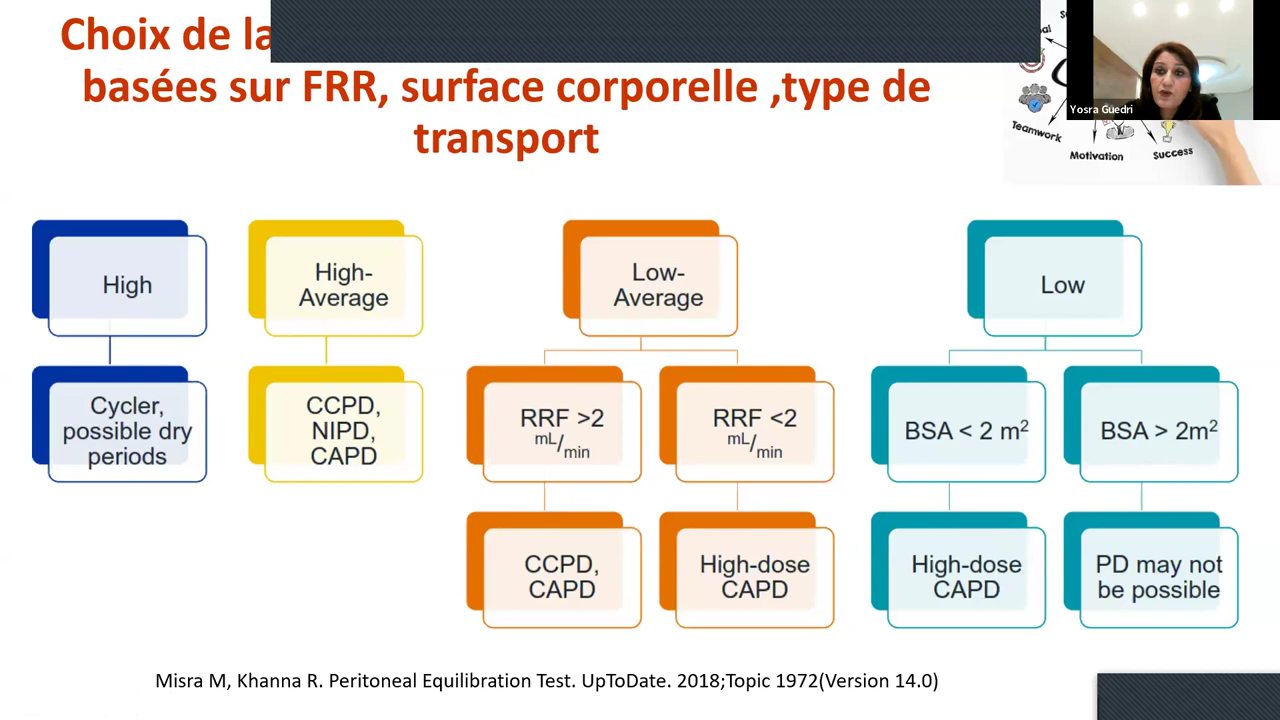 Choix de la
basées sur FRR, surface corporelle ,type de
transport
Yosra Guedri
Teamwork
Motivation
Success
High
High-
Average
Low-
Average
Low
Cycler,
possible dry
periods
CCPD,
NIPD,
CAPD
RRF >2
mL/min
RRF <2
mL/min
BSA < 2 m²
BSA > 2m²
CCPD,
CAPD
High-dose
CAPD
High-dose
CAPD
PD may not
be possible
Misra M, Khanna R. Peritoneal Equilibration Test. UpToDate. 2018;Topic 1972(Version 14.0)